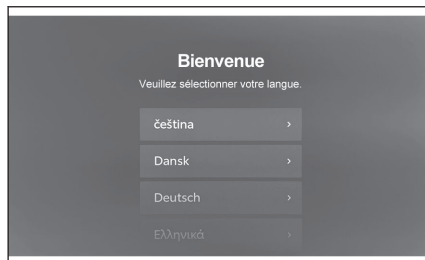 Bienvenue
Veuillez sélectionner votre langue.
čeština
Dansk
Deutsch
Ελληνικά